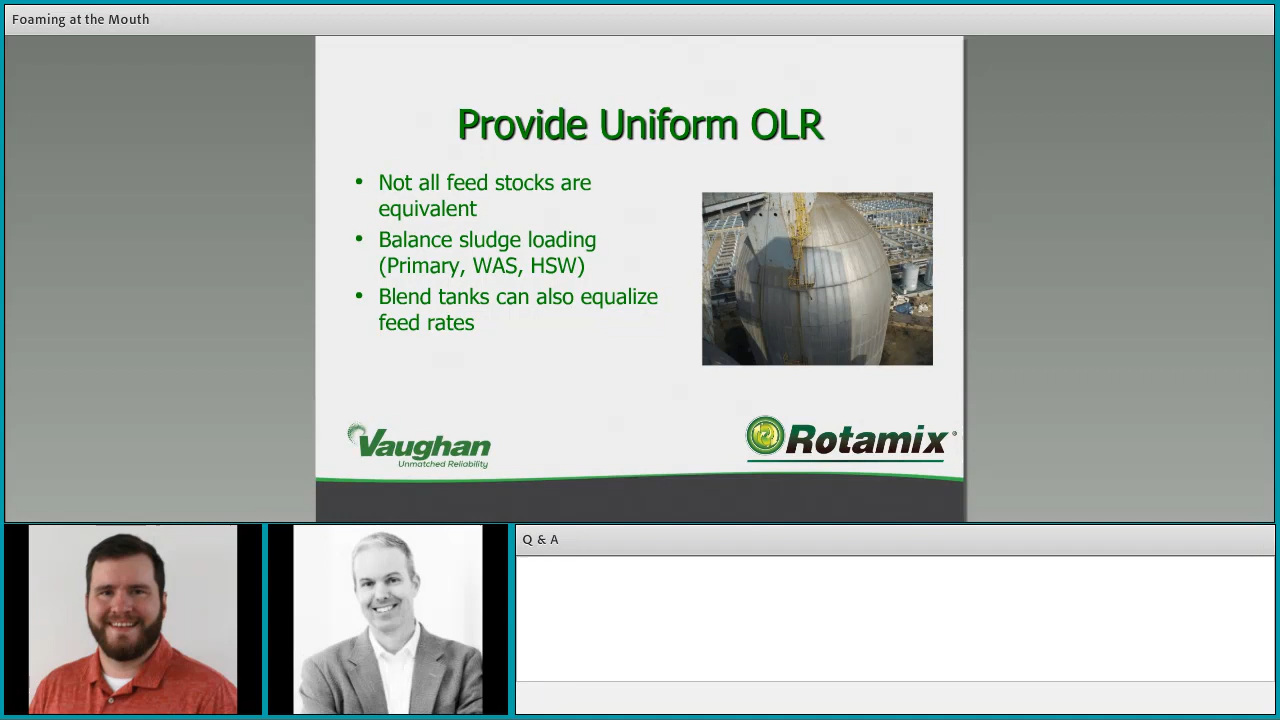 Foaming at the Mouth
Provide Uniform OLR
• Not all feed stocks are
equivalent
• Balance sludge loading
(Primary, WAS, HSW)
• Blend tanks can also equalize
feed rates
Vaughan
Unmatched Reliability
Rotamix®
Q & A